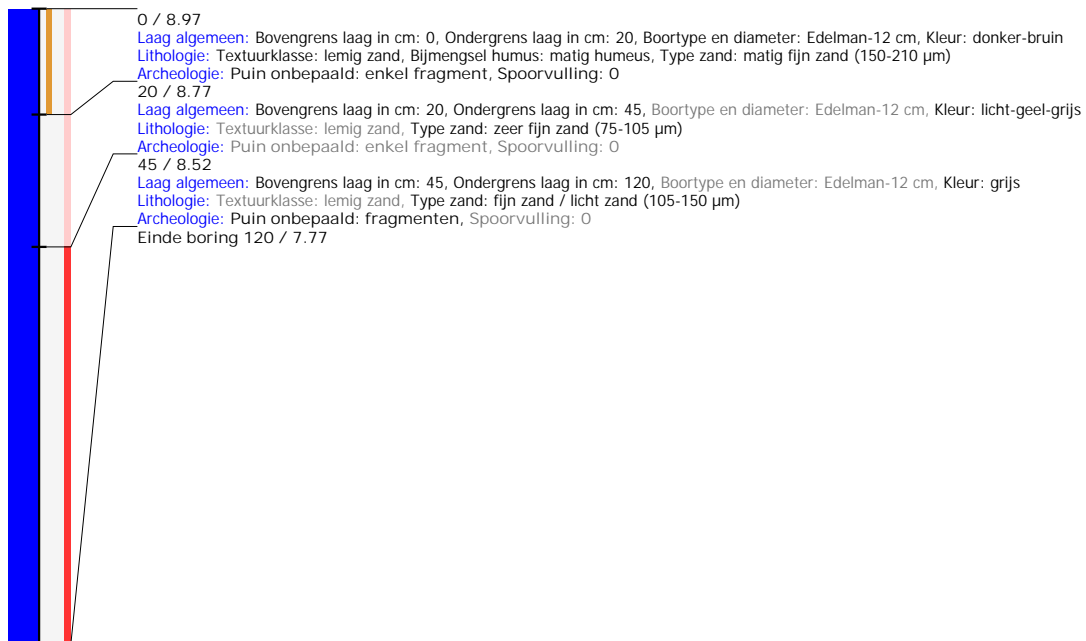 0 / 8.97
Laag algemeen: Bovengrens laag in cm: 0, Ondergrens laag in cm: 20, Boortype en diameter: Edelman-12 cm, Kleur: donker-bruin
Lithologie: Textuurklasse: lemig zand, Bijmengsel humus: matig humeus, Type zand: matig fijn zand (150-210 µm)
Archeologie: Puin onbepaald: enkel fragment, Spoorvulling: 0
20 / 8.77
Laag algemeen: Bovengrens laag in cm: 20, Ondergrens laag in cm: 45, Boortype en diameter: Edelman-12 cm, Kleur: licht-geel-grijs
Lithologie: Textuurklasse: lemig zand, Type zand: zeer fijn zand (75-105 µm)
Archeologie: Puin onbepaald: enkel fragment, Spoorvulling: 0
45 / 8.52
Laag algemeen: Bovengrens laag in cm: 45, Ondergrens laag in cm: 120, Boortype en diameter: Edelman-12 cm, Kleur: grijs
Lithologie: Textuurklasse: lemig zand, Type zand: fijn zand / licht zand (105-150 µm)
Archeologie: Puin onbepaald: fragmenten, Spoorvulling: 0
Einde boring 120 / 7.77